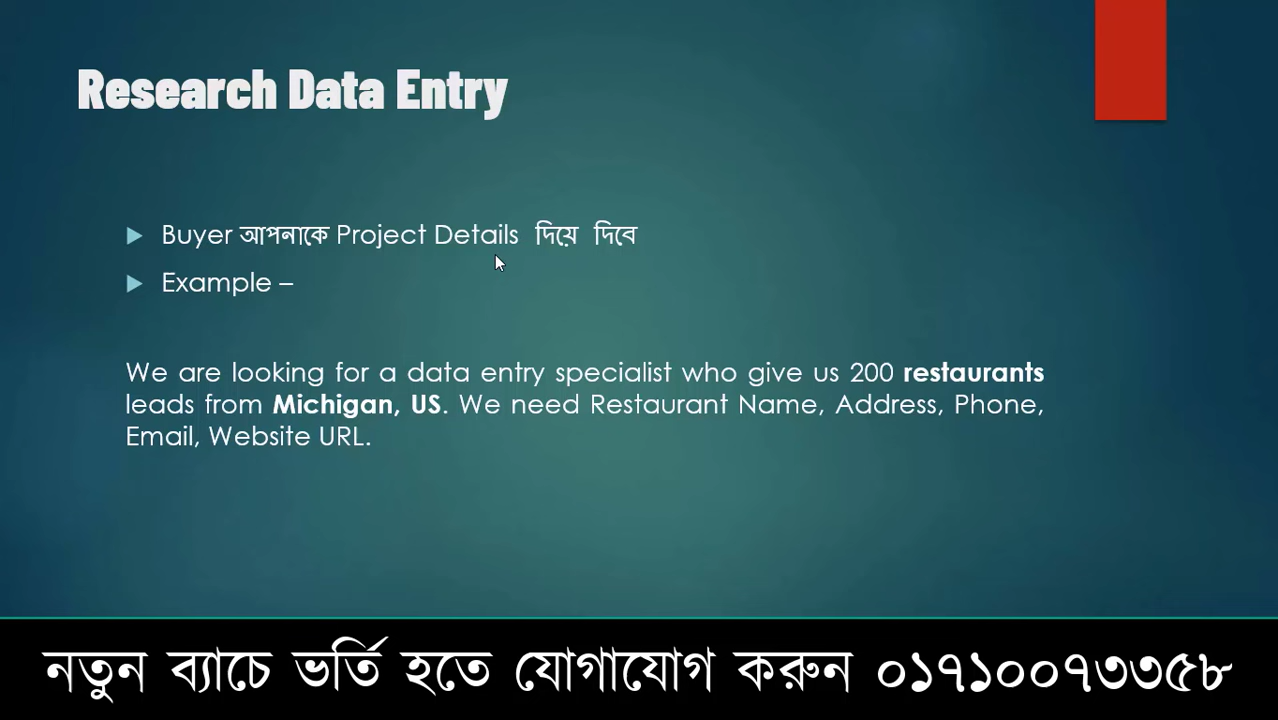 Research Data Entry
Buyer আপনাকে Project Details দিয়ে দিবে
Example –
We are looking for a data entry specialist who give us 200 restaurants
leads from Michigan, US. We need Restaurant Name, Address, Phone,
Email, Website URL.
নতুন ব্যাচে ভর্তি হতে যোগাযোগ করুন ০১৭১০০৭৩৩৫৮